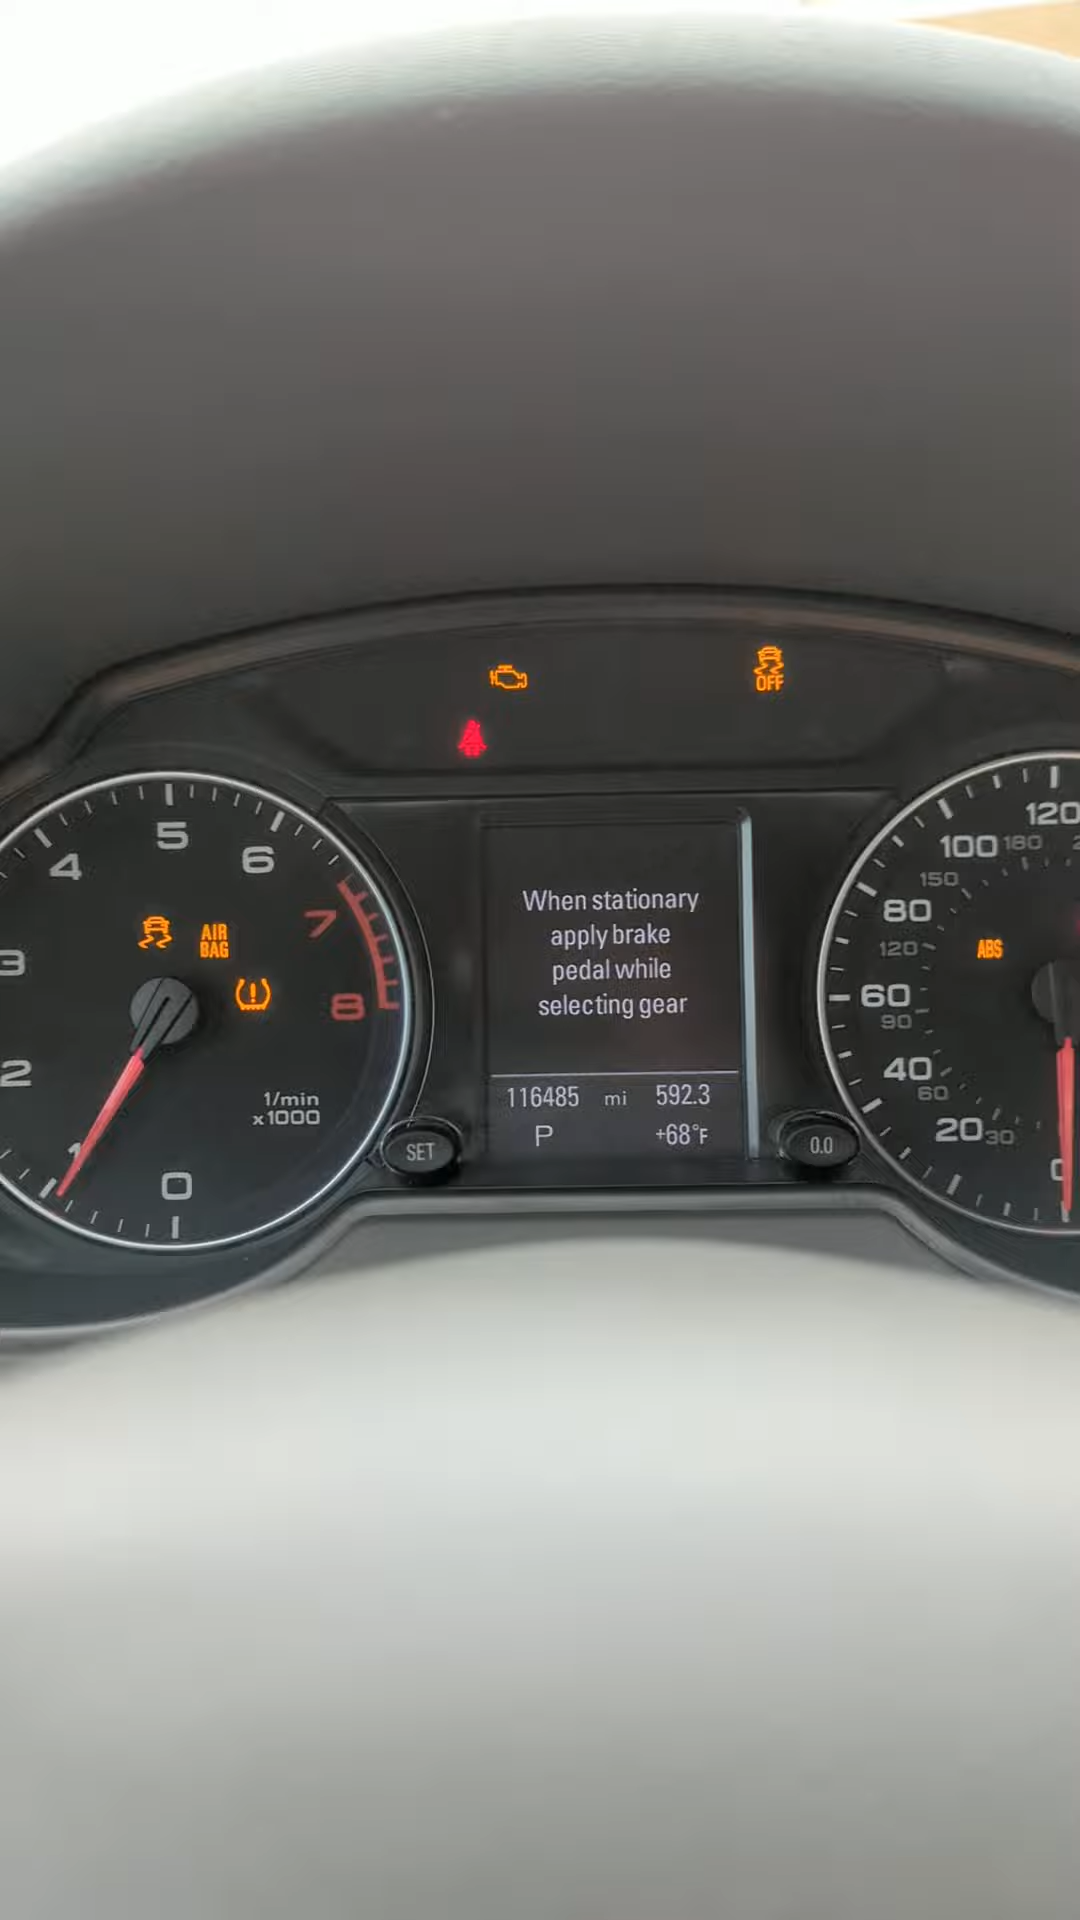 OFF
5
4
6
7
3
8
2
1
0
AIR
BAG
1/min
x1000
SET
When stationary
apply brake
pedal while
selecting gear
116485 mi 592.3
P +68°F
0.0
120
100 180
150
80
120
60
90
40
60
20 30
0
ABS